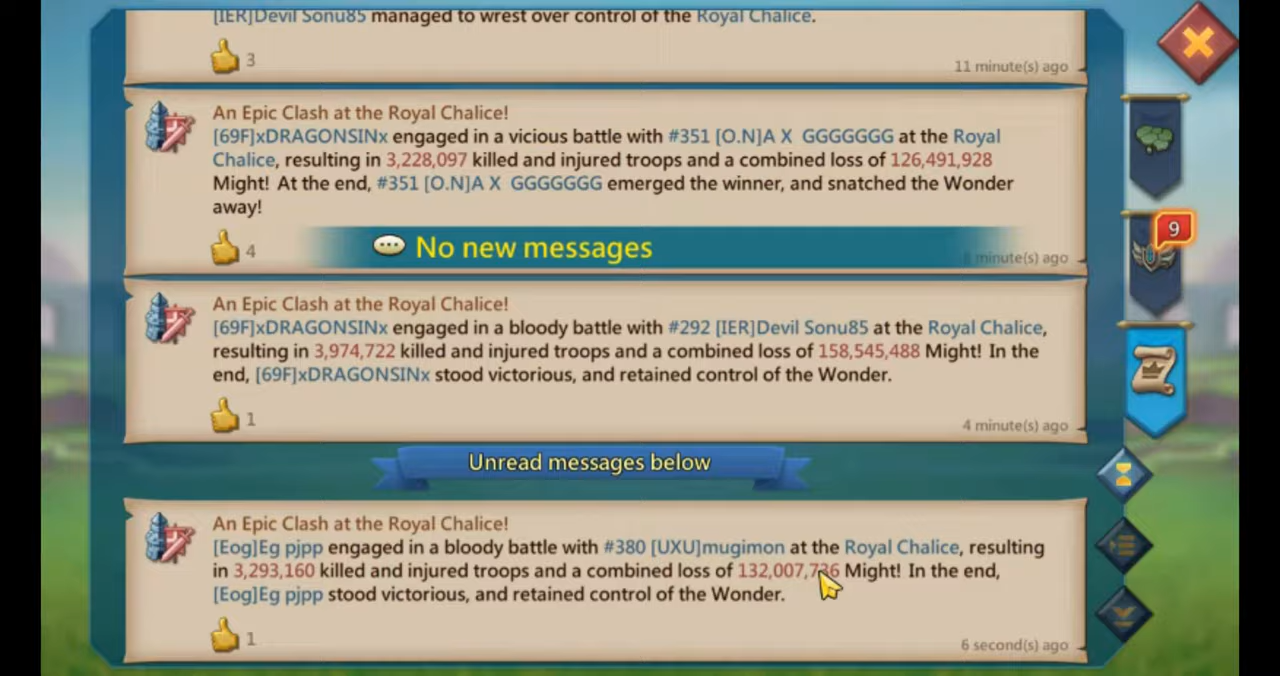 [IER]Devil Sonu85 managed to wrest over control of the Royal Chalice.
3
11 minute(s) ago
An Epic Clash at the Royal Chalice!
[69F]xDRAGONSINx engaged in a vicious battle with #351 [O.N]A X  GGGGGGG at the Royal
Chalice, resulting in 3,228,097 killed and injured troops and a combined loss of 126,491,928
Might! At the end, #351 [O.N]A X  GGGGGGG emerged the winner, and snatched the Wonder
away!
4
No new messages
minute(s) ago
9
An Epic Clash at the Royal Chalice!
[69F]xDRAGONSINx engaged in a bloody battle with #292 [IER]Devil Sonu85 at the Royal Chalice,
resulting in 3,974,722 killed and injured troops and a combined loss of 158,545,488 Might! In the
end, [69F]xDRAGONSINx stood victorious, and retained control of the Wonder.
1
4 minute(s) ago
Unread messages below
An Epic Clash at the Royal Chalice!
[Eog]Eg pjpp engaged in a bloody battle with #380 [UXU]mugimon at the Royal Chalice, resulting
in 3,293,160 killed and injured troops and a combined loss of 132,007,736 Might! In the end,
[Eog]Eg pjpp stood victorious, and retained control of the Wonder.
1
6 second(s) ago